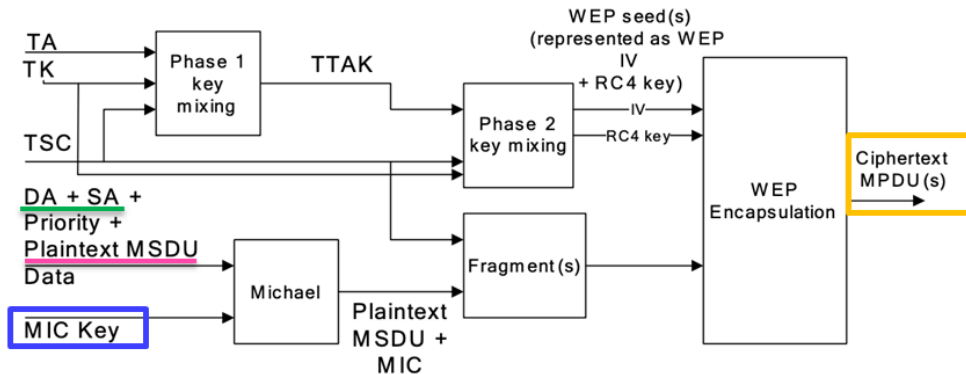 TA
TK
TSC
DA + SA +
Priority +
Plaintext MSDU
Data
MIC Key
Phase 1
key
mixing
TTAK
Michael
Plaintext
MSDU +
MIC
WEP seed(s)
(represented as WEP
IV
+ RC4 key)
IV
RC4 key
Phase 2
key mixing
Fragment(s)
WEP
Encapsulation
Ciphertext
MPDU(s)